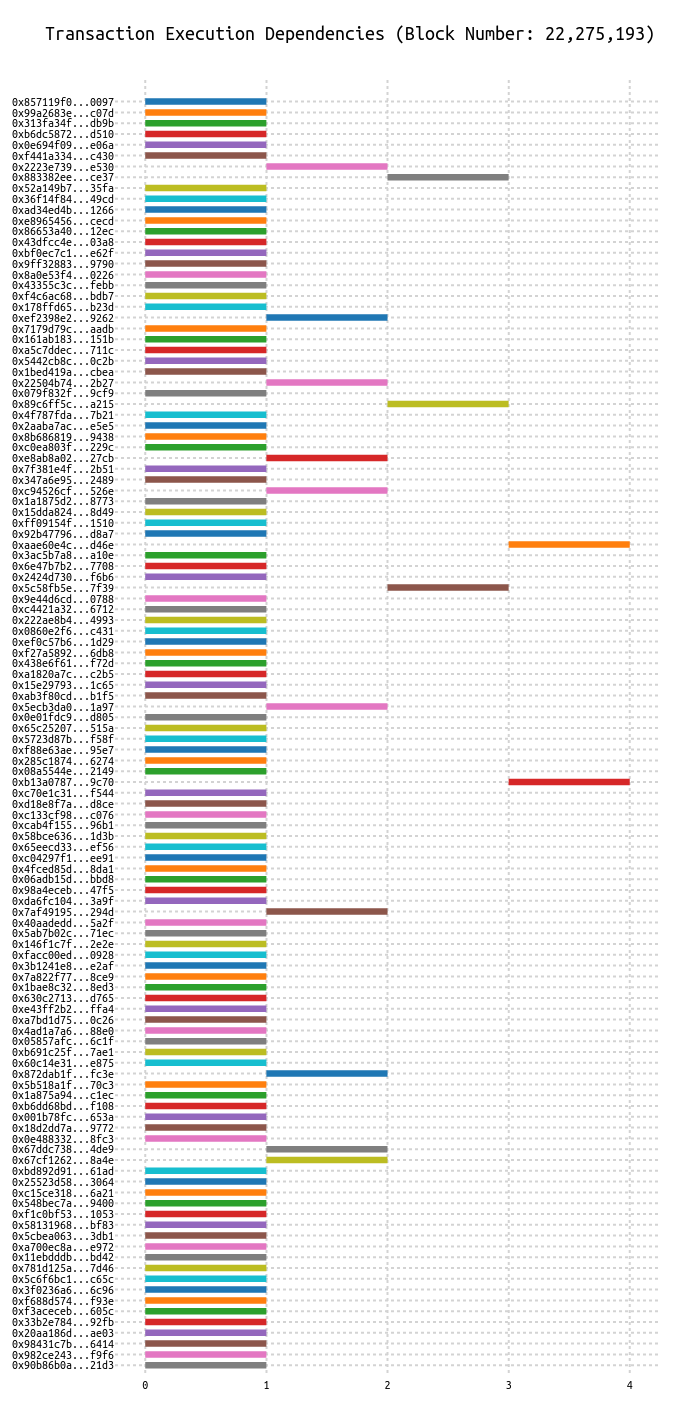 Transaction Execution Dependencies (Block Number: 22,275,193)
0x857119f0...0097
0x99a2683e...c07d
0x313fa34f...db9b
0xb6dc5872...d510
0x0e694f09...e06a
0xf441a334...c430
0x2223e739...e530
0x883382ee...ce37
0x52a149b7...35fa
0x36f14f84...49cd
0xad34ed4b...1266
0xe8965456...cecd
0x86653a40...12ec
0x43dfcc4e...03a8
0xbf0ec7c1...e62f
0x9ff32883...9790
0x8a0e53f4...0226
0x43355c3c...febb
0xf4c6ac68...bdb7
0x178ffd65...b23d
0xef2398e2...9262
0x7179d79c...aadb
0x161ab183...151b
0xa5c7ddec...711c
0x5442cb8c...0c2b
0x1bed419a...cbea
0x22504b74...2b27
0x079f832f...9cf9
0x89c6ff5c...a215
0x4f787fda...7b21
0x2aaba7ac...e5e5
0x8b686819...9438
0xc0ea803f...229c
0xe8ab8a02...27cb
0x7f381e4f...2b51
0x347a6e95...2489
0xc94526cf...526e
0x1a1875d2...8773
0x15dda824...8d49
0xff09154f...1510
0x92b47796...d8a7
0xaae60e4c...d46e
0x3ac5b7a8...a10e
0x6e47b7b2...7708
0x2424d730...f6b6
0x5c58fb5e...7f39
0x9e44d6cd...0788
0xc4421a32...6712
0x222ae8b4...4993
0x0860e2f6...c431
0xef0c57b6...1d29
0xf27a5892...6db8
0x438e6f61...f72d
0xa1820a7c...c2b5
0x15e29793...1c65
0xab3f80cd...b1f5
0x5ecb3da0...1a97
0x0e01fdc9...d805
0x65c25207...515a
0x5723d87b...f58f
0xf88e63ae...95e7
0x285c1874...6274
0x08a5544e...2149
0xb13a0787...9c70
0xc70e1c31...f544
0xd18e8f7a...d8ce
0xc133cf98...c076
0xcab4f155...96b1
0x58bce636...1d3b
0x65eecd33...ef56
0xc04297f1...ee91
0x4fced85d...8da1
0x06adb15d...bbd8
0x98a4eceb...47f5
0xda6fc104...3a9f
0x7af49195...294d
0x40aadedd...5a2f
0x5ab7b02c...71ec
0x146f1c7f...2e2e
0xfacc00ed...0928
0x3b1241e8...e2af
0x7a822f77...8ce9
0x1bae8c32...8ed3
0x630c2713...d765
0xe43ff2b2...ffa4
0xa7bd1d75...0c26
0x4ad1a7a6...88e0
0x05857afc...6c1f
0xb691c25f...7ae1
0x60c14e31...e875
0x872dab1f...fc3e
0x5b518a1f...70c3
0x1a875a94...c1ec
0xb6dd68bd...f108
0x001b78fc...653a
0x18d2dd7a...9772
0x0e488332...8fc3
0x67ddc738...4de9
0x67cf1262...8a4e
0xbd892d91...61ad
0x25523d58...3064
0xc15ce318...6a21
0x548bec7a...9400
0xf1c0bf53...1053
0x58131968...bf83
0x5cbea063...3db1
0xa700ec8a...e972
0x11ebdddb...bd42
0x781d125a...7d46
0x5c6f6bc1...c65c
0x3f0236a6...6c96
0xf688d574...f93e
0xf3aceceb...605c
0x33b2e784...92fb
0x20aa186d...ae03
0x98431c7b...6414
0x982ce243...f9f6
0x90b86b0a...21d3
0 1 2 3 4